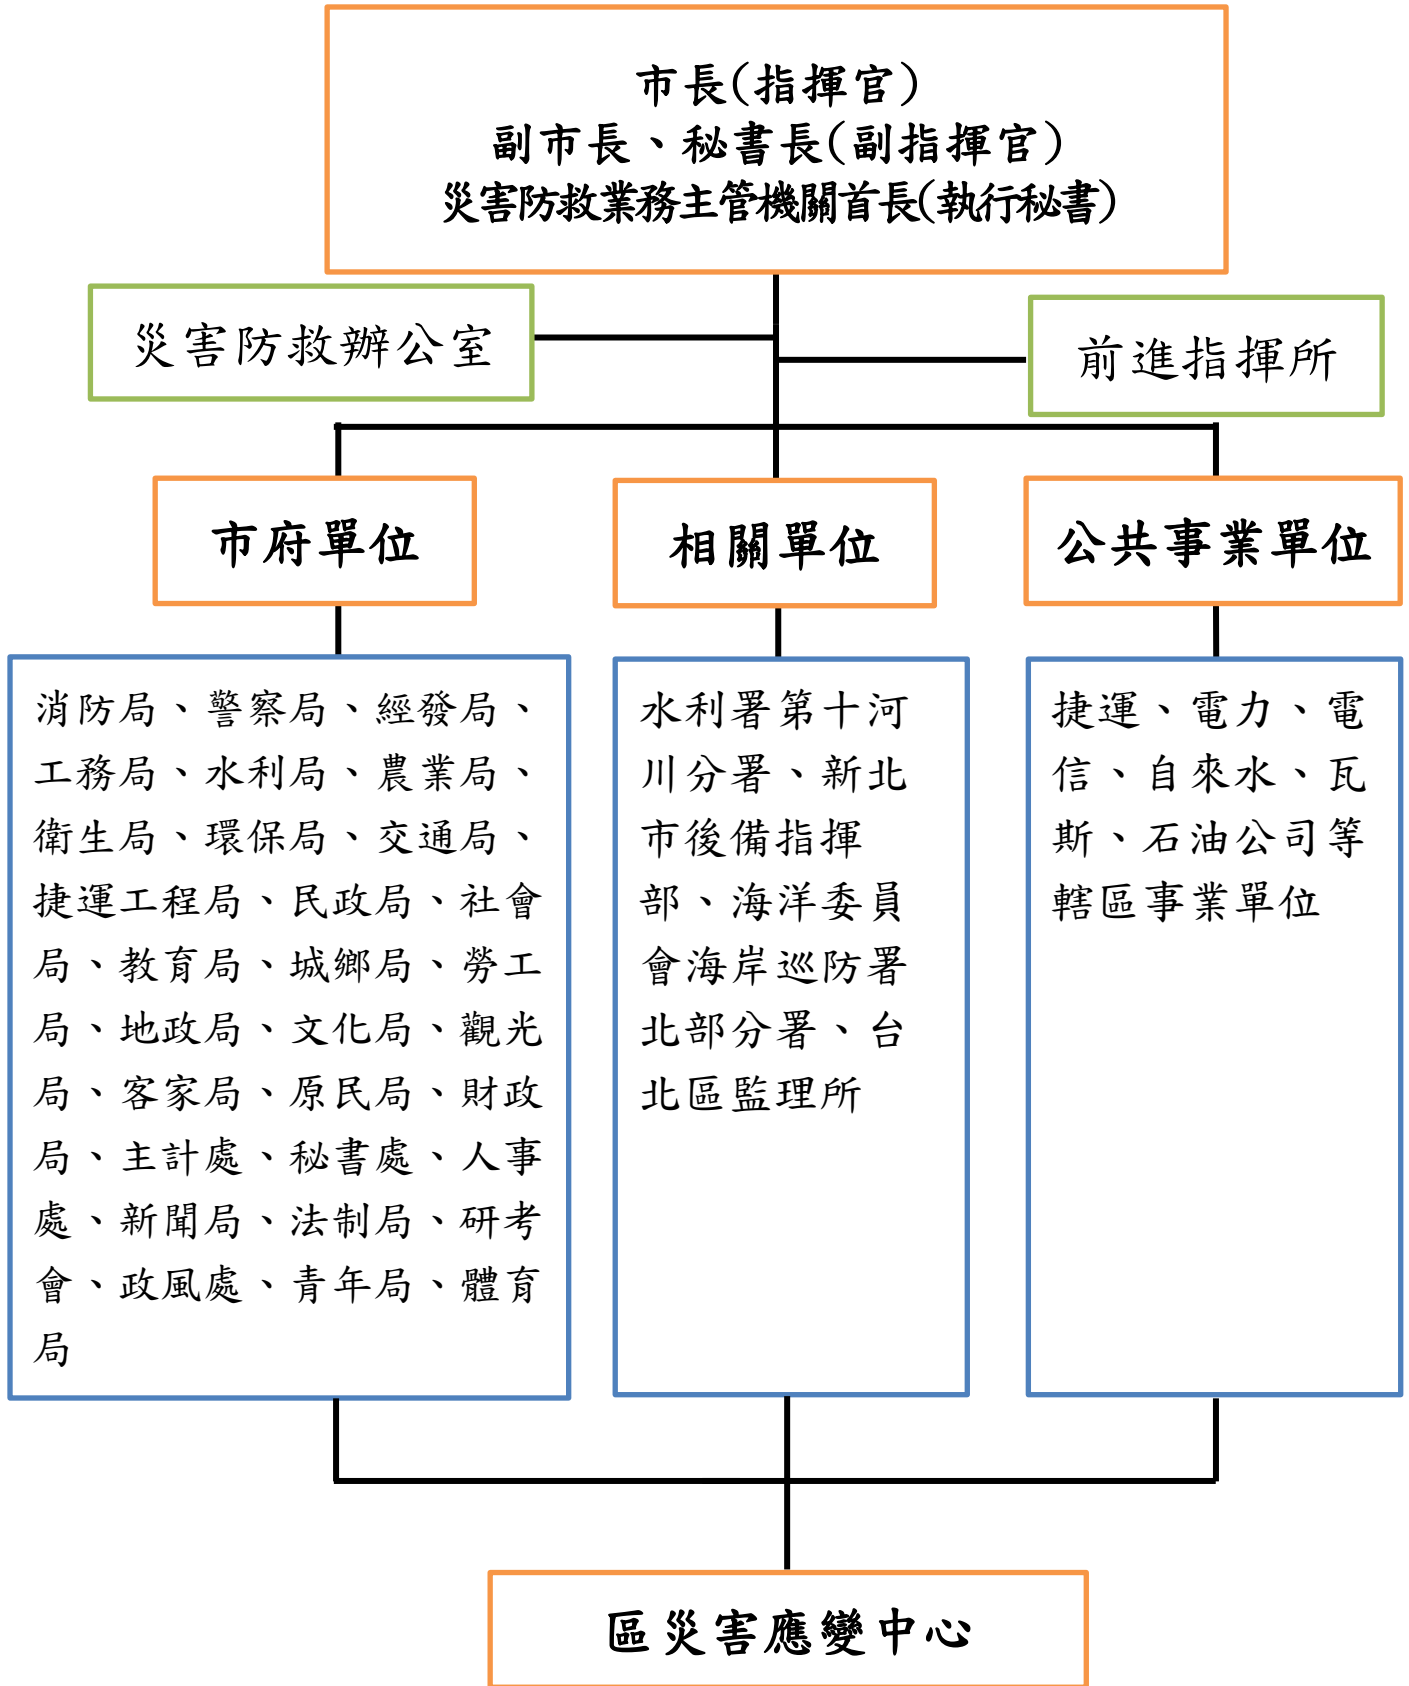 市長(指揮官)
副市長、秘書長(副指揮官)
災害防救業務主管機關首長(執行秘書)
災害防救辦公室
前進指揮所
市府單位
相關單位
公共事業單位
消防局、警察局、經發局、
工務局、水利局、農業局、
衛生局、環保局、交通局、
捷運工程局、民政局、社會
局、教育局、城鄉局、勞工
局、地政局、文化局、觀光
局、客家局、原民局、財政
局、主計處、秘書處、人事
處、新聞局、法制局、研考
會、政風處、青年局、體育
局
水利署第十河
川分署、新北
市後備指揮
部、海洋委員
會海岸巡防署
北部分署、台
北區監理所
捷運、電力、電
信、自來水、瓦
斯、石油公司等
轄區事業單位
區災害應變中心